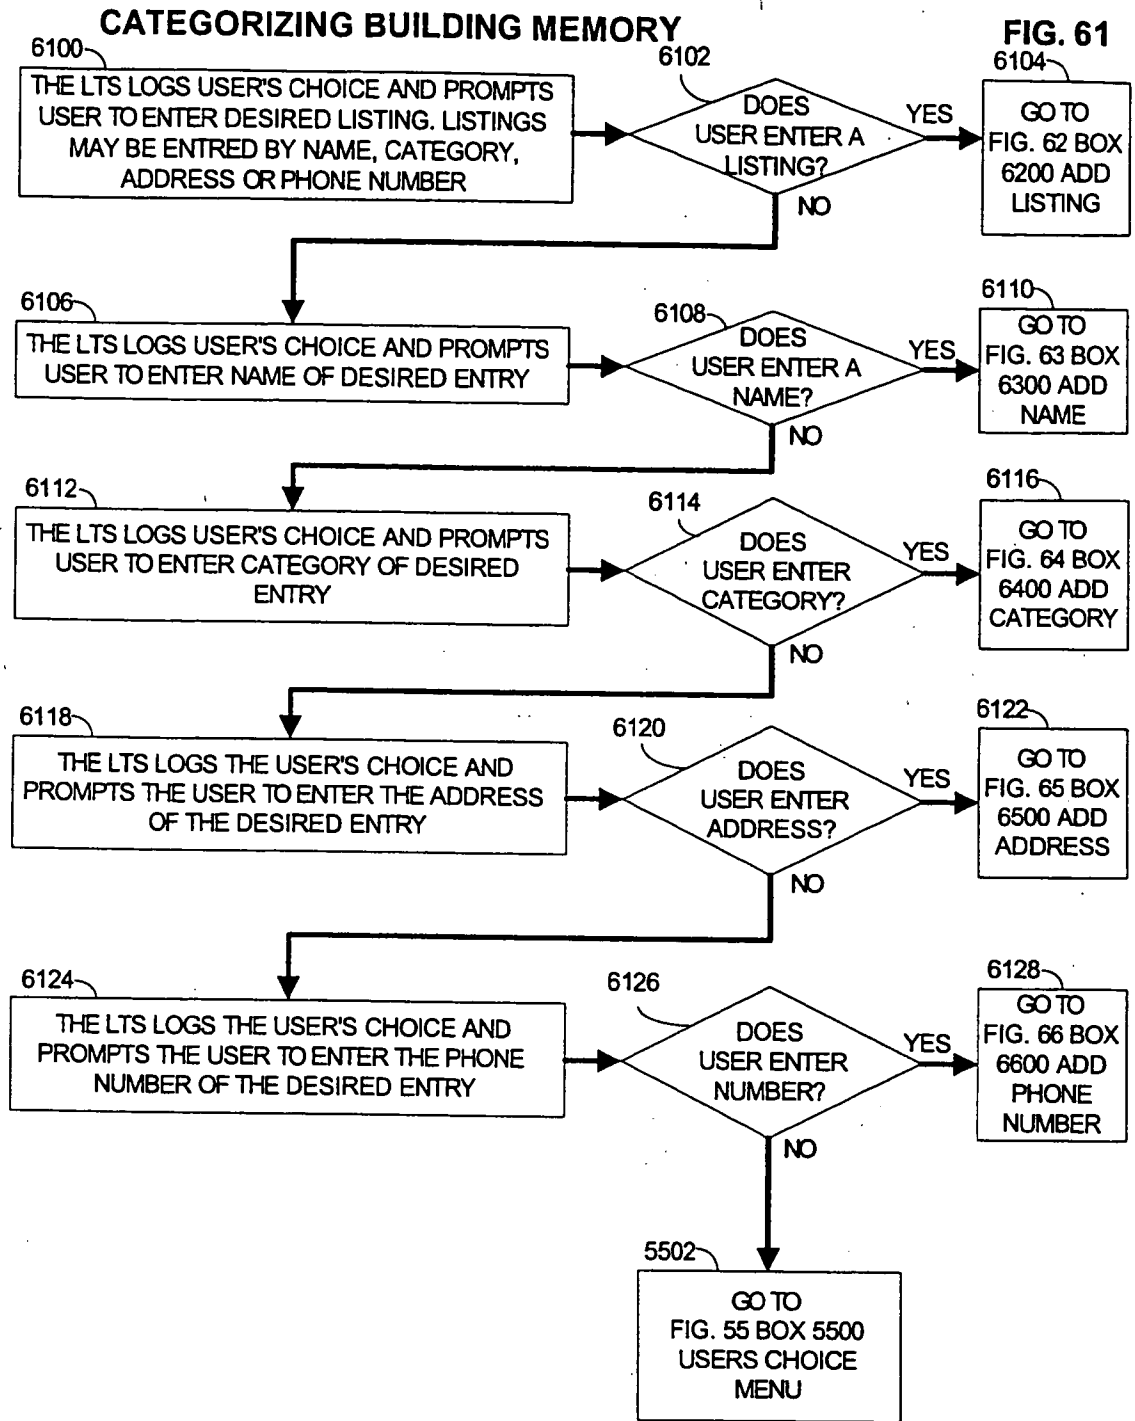 CATEGORIZING BUILDING MEMORY
FIG. 61
6100
THE LTS LOGS USER'S CHOICE AND PROMPTS
USER TO ENTER DESIRED LISTING. LISTINGS
MAY BE ENTRED BY NAME, CATEGORY,
ADDRESS OR PHONE NUMBER
6102
DOES
USER ENTER A
LISTING?
YES
NO
6104
GO TO
FIG. 62 BOX
6200 ADD
LISTING
6106
THE LTS LOGS USER'S CHOICE AND PROMPTS
USER TO ENTER NAME OF DESIRED ENTRY
6108
DOES
USER ENTER A
NAME?
YES
NO
6110
GO TO
FIG. 63 BOX
6300 ADD
NAME
6112
THE LTS LOGS USER'S CHOICE AND PROMPTS
USER TO ENTER CATEGORY OF DESIRED
ENTRY
6114
DOES
USER ENTER
CATEGORY?
YES
NO
6116
GO TO
FIG. 64 BOX
6400 ADD
CATEGORY
6118
THE LTS LOGS THE USER'S CHOICE AND
PROMPTS THE USER TO ENTER THE ADDRESS
OF THE DESIRED ENTRY
6120
DOES
USER ENTER
ADDRESS?
YES
NO
6122
GO TO
FIG. 65 BOX
6500 ADD
ADDRESS
6124
THE LTS LOGS THE USER'S CHOICE AND
PROMPTS THE USER TO ENTER THE PHONE
NUMBER OF THE DESIRED ENTRY
6126
DOES
USER ENTER
NUMBER?
YES
NO
6128
GO TO
FIG. 66 BOX
6600 ADD
PHONE
NUMBER
5502
GO TO
FIG. 55 BOX 5500
USERS CHOICE
MENU